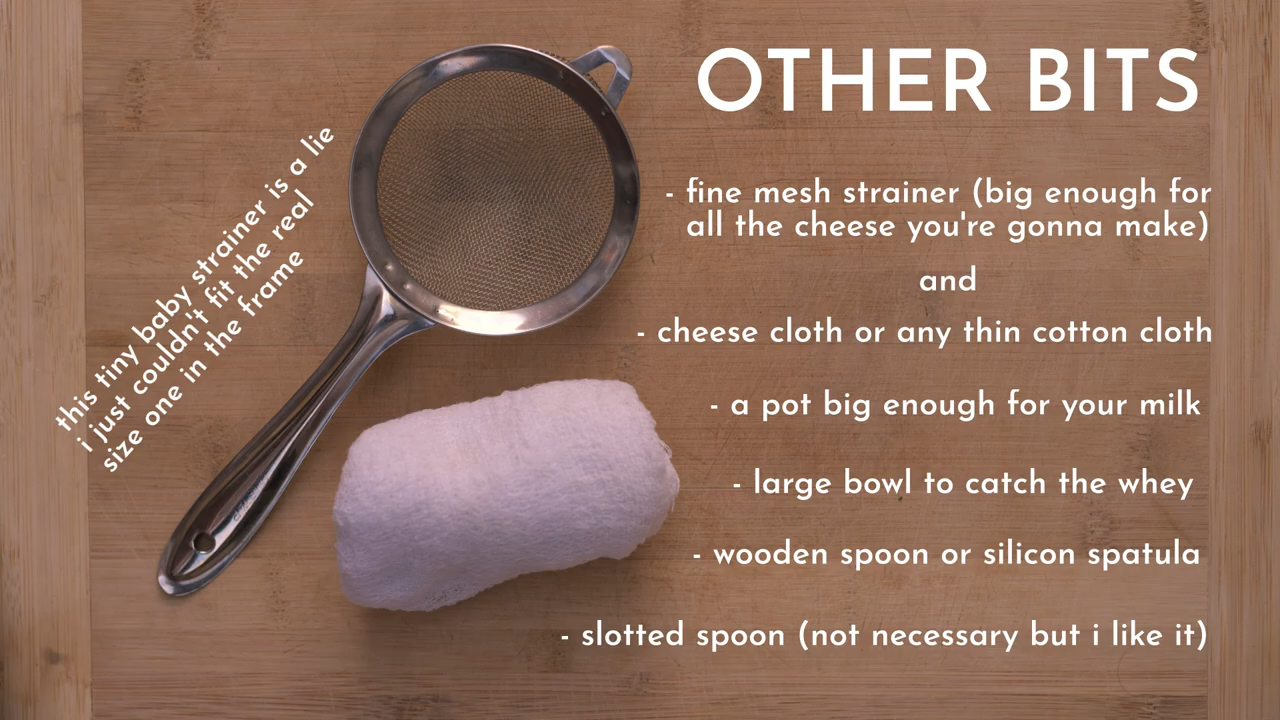 OTHER BITS
- fine mesh strainer (big enough for
all the cheese you're gonna make)
and
- cheese cloth or any thin cotton cloth
- a pot big enough for your milk
- large bowl to catch the whey
- wooden spoon or silicon spatula
- slotted spoon (not necessary but i like it)
this tiny baby strainer is a lie
i just couldn't fit the real
size one in the frame